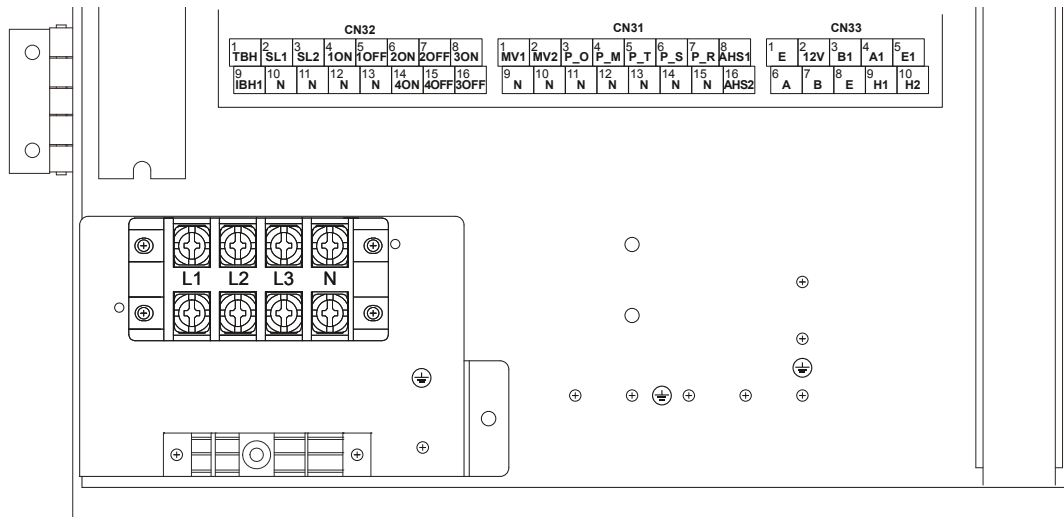 CN32 CN31 CN33
1 2 3 4 5 6 7 8 1 2 3 4 5 6 7 8 1 2 3 4 5
TBH SL1 SL2 1ON 1OFF 2ON 2OFF 3ON MV1 MV2 P_O P_M P_T P_S P_R AHS1 E 12V B1 A1 E1
9 10 11 12 13 14 15 16 9 10 11 12 13 14 15 16 6 7 8 9 10
IBH1 N N N N 4ON 4OFF 3OFF N N N N N N N AHS2 A B E H1 H2
L1 L2 L3 N